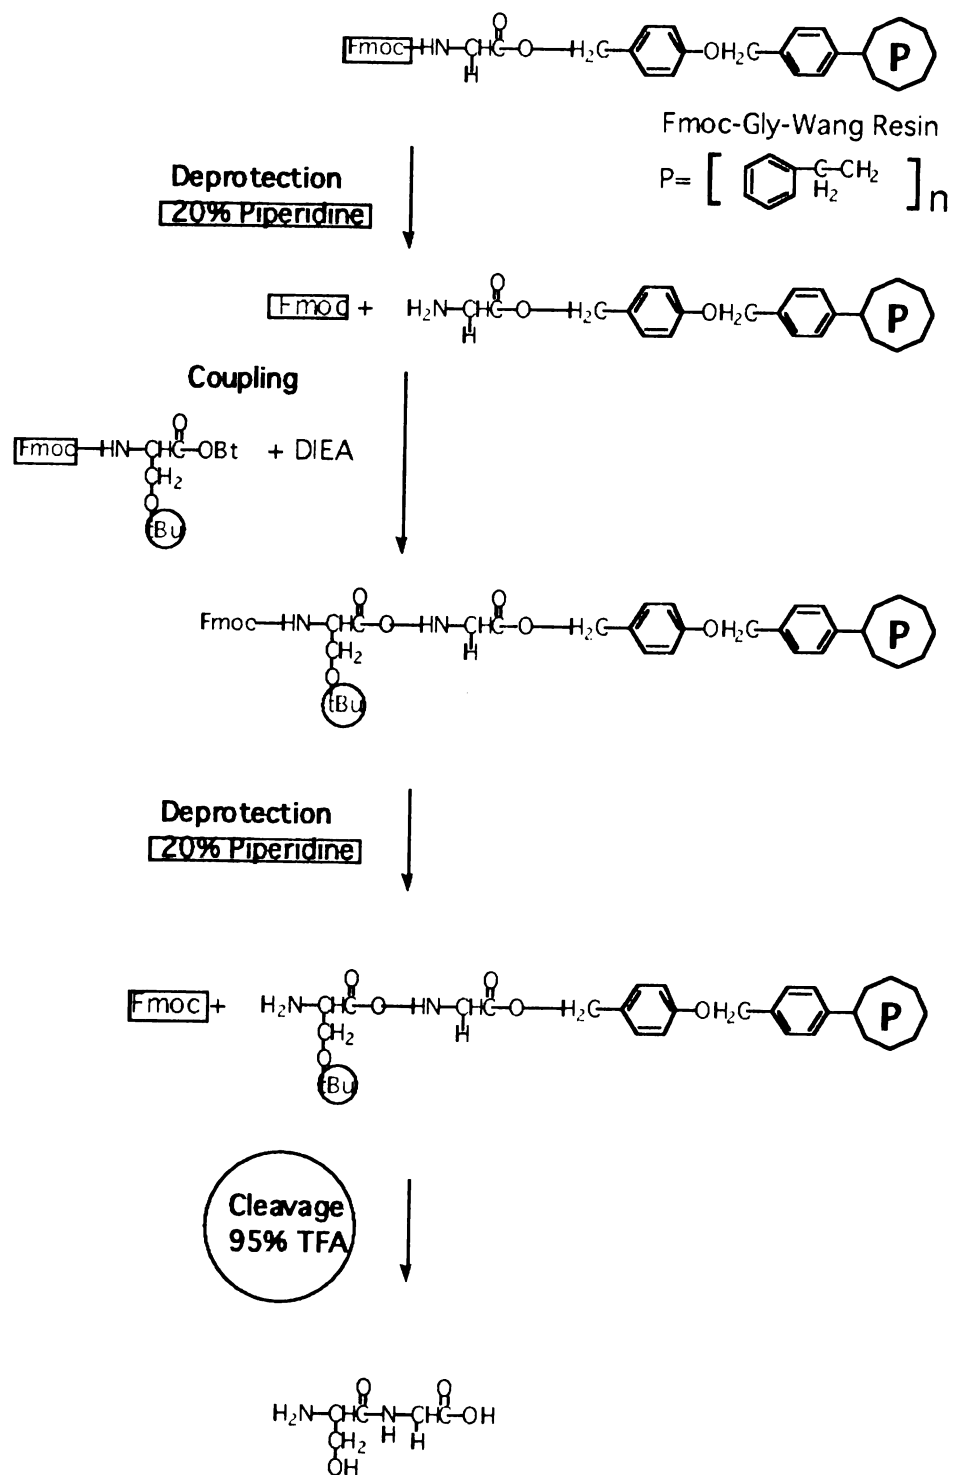 O
Fmoc-HN-CHC-O-H₂C-OH₂C-P
H
Fmoc-Gly-Wang Resin
P= [ C-CH₂ ]n
H₂
Deprotection
20% Piperidine
O
Fmoc + H₂N-CHC-O-H₂C-OH₂C-P
H
Coupling
O
Fmoc-HN-CHC-OBt + DIEA
CH₂
O
tBu
O O
Fmoc-HN-CHC-O-HN-CHC-O-H₂C-OH₂C-P
CH₂ H
O
tBu
Deprotection
20% Piperidine
O O
Fmoc + H₂N-CHC-O-HN-CHC-O-H₂C-OH₂C-P
CH₂ H
O
tBu
Cleavage
95% TFA
O O
H₂N-CHC-N-CHC-OH
CH₂ H H
OH